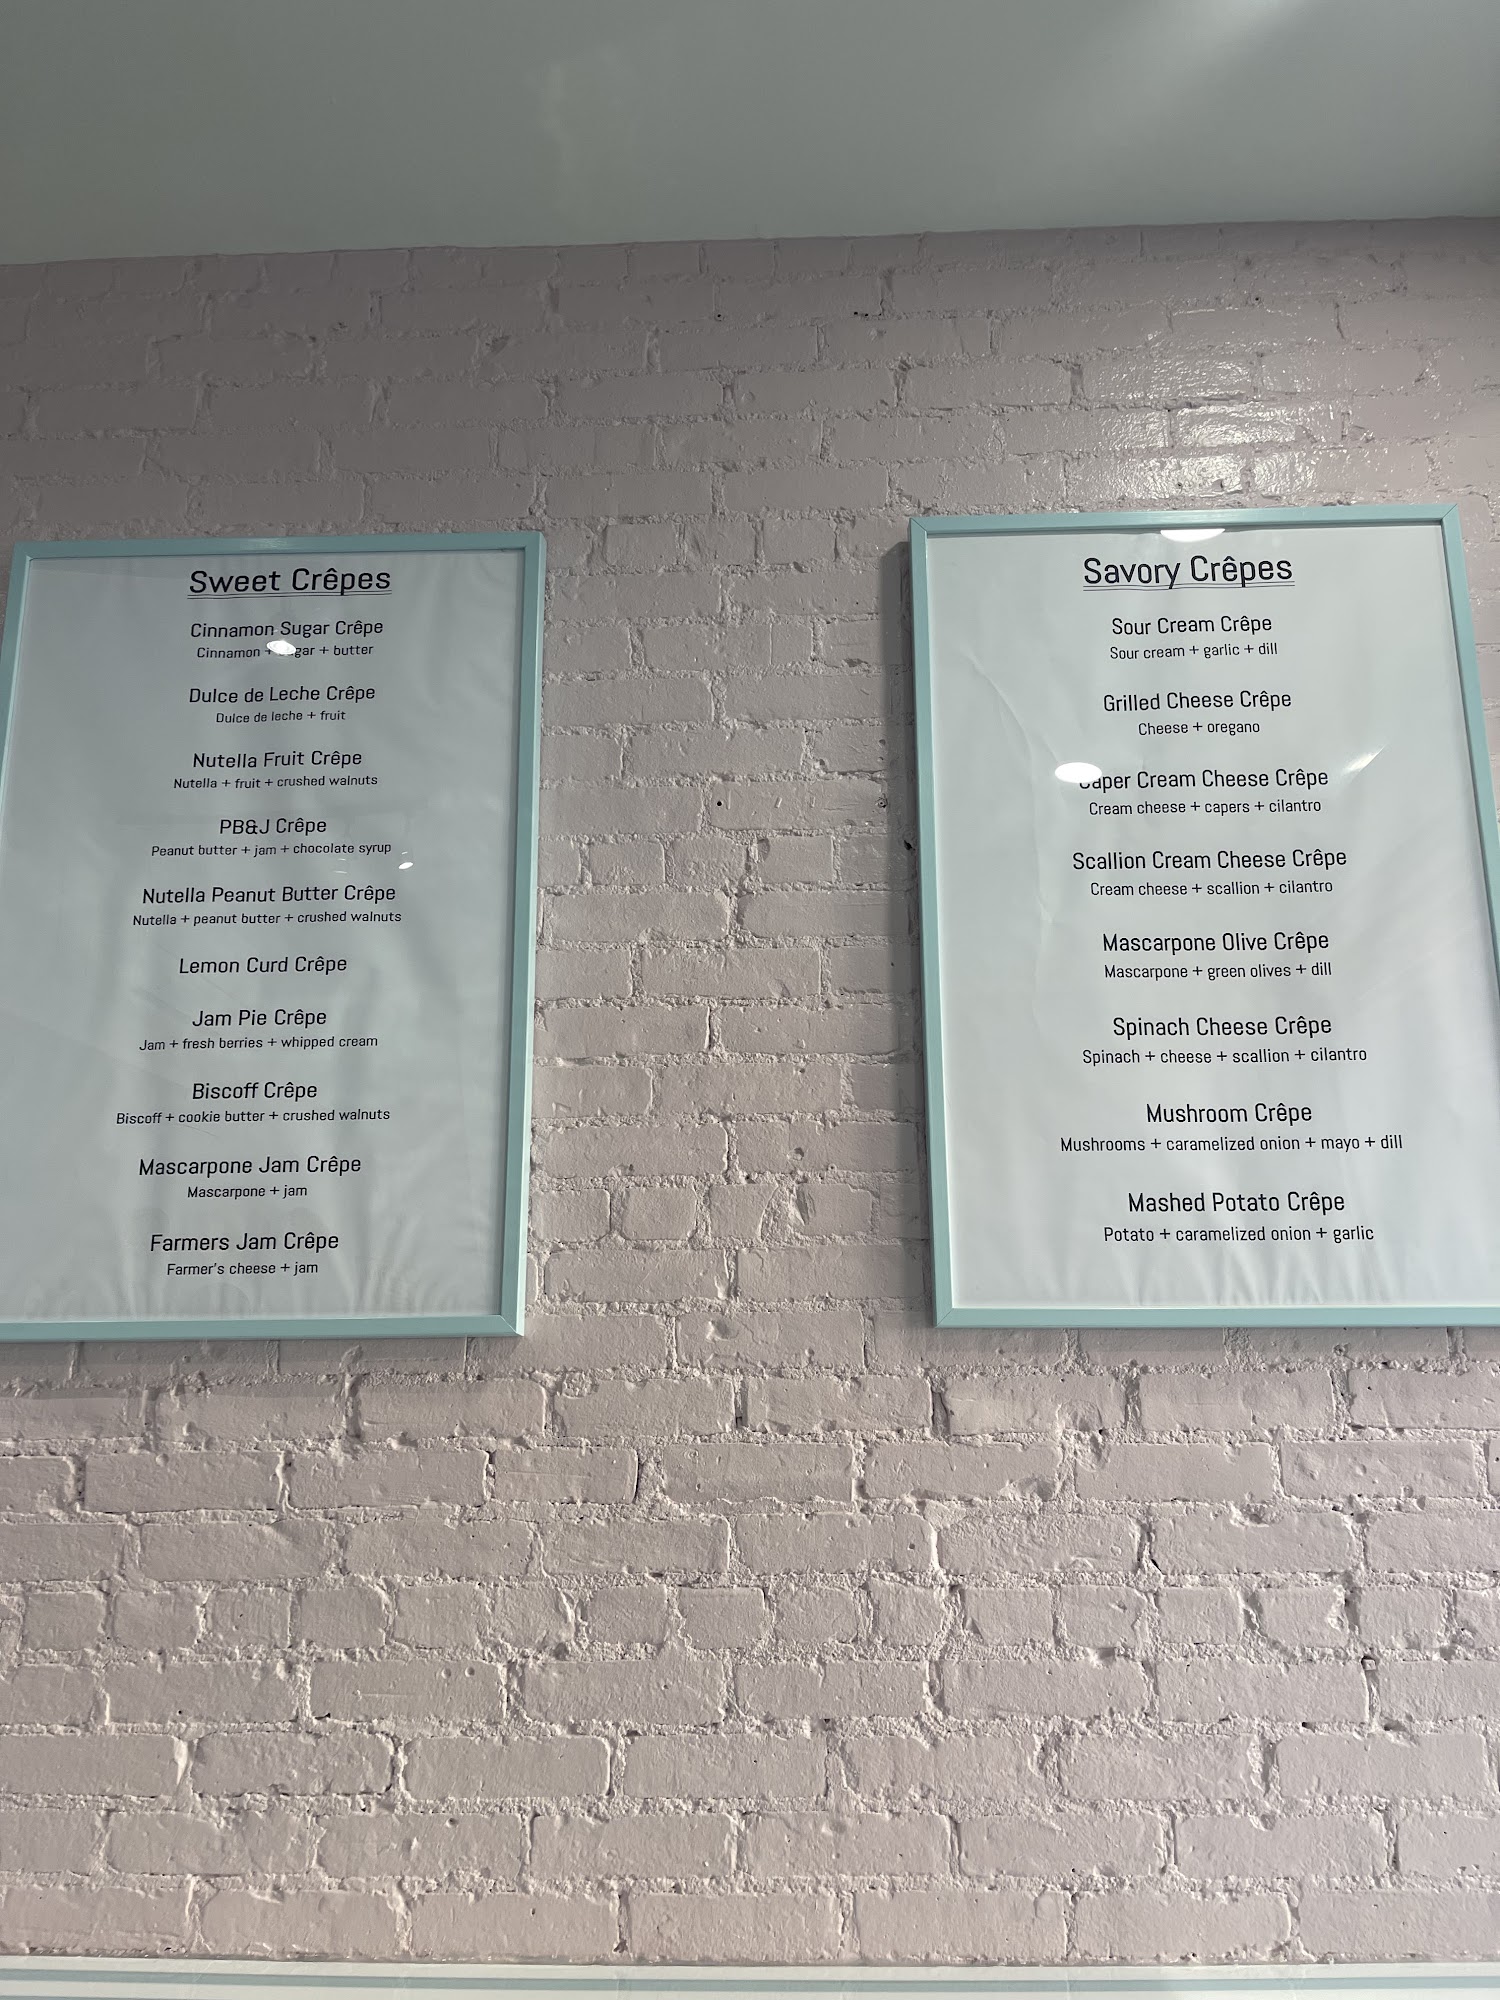 Sweet Crêpes
Cinnamon Sugar Crêpe
Cinnamon + sugar + butter
Dulce de Leche Crêpe
Dulce de leche + fruit
Nutella Fruit Crêpe
Nutella + fruit + crushed walnuts
PB&J Crêpe
Peanut butter + jam + chocolate syrup
Nutella Peanut Butter Crêpe
Nutella + peanut butter + crushed walnuts
Lemon Curd Crêpe
Jam Pie Crêpe
Jam + fresh berries + whipped cream
Biscoff Crêpe
Biscoff + cookie butter + crushed walnuts
Mascarpone Jam Crêpe
Mascarpone + jam
Farmers Jam Crêpe
Farmer's cheese + jam
Savory Crêpes
Sour Cream Crêpe
Sour cream + garlic + dill
Grilled Cheese Crêpe
Cheese + oregano
Caper Cream Cheese Crêpe
Cream cheese + capers + cilantro
Scallion Cream Cheese Crêpe
Cream cheese + scallion + cilantro
Mascarpone Olive Crêpe
Mascarpone + green olives + dill
Spinach Cheese Crêpe
Spinach + cheese + scallion + cilantro
Mushroom Crêpe
Mushrooms + caramelized onion + mayo + dill
Mashed Potato Crêpe
Potato + caramelized onion + garlic